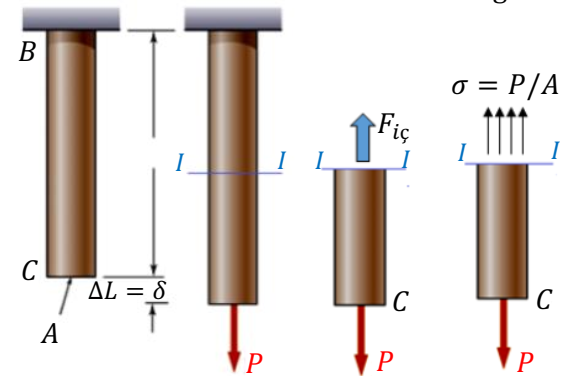 g
B
σ = P/A
F_iç
I I I I I I
C
ΔL = δ
C C
A
P P P